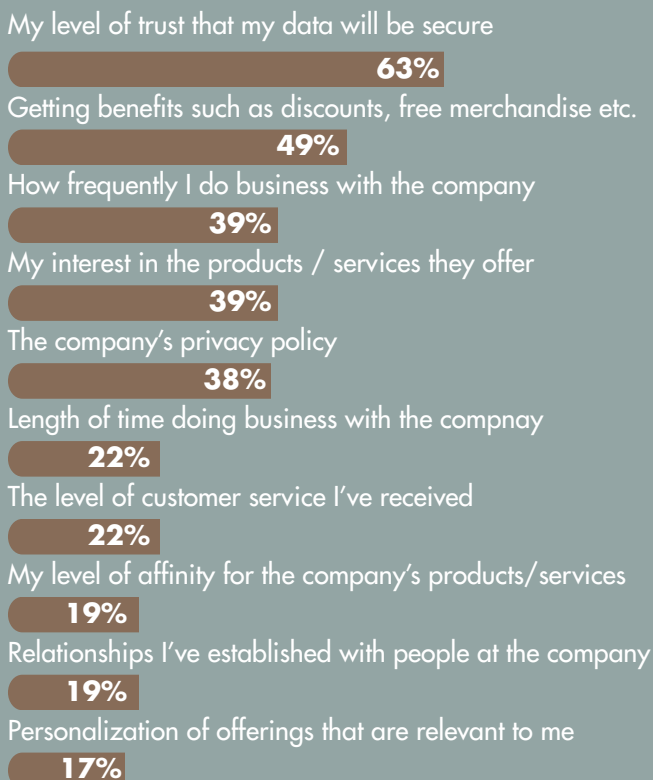 My level of trust that my data will be secure
63%
Getting benefits such as discounts, free merchandise etc.
49%
How frequently I do business with the company
39%
My interest in the products / services they offer
39%
The company’s privacy policy
38%
Length of time doing business with the compnay
22%
The level of customer service I’ve received
22%
My level of affinity for the company’s products/services
19%
Relationships I’ve established with people at the company
19%
Personalization of offerings that are relevant to me
17%